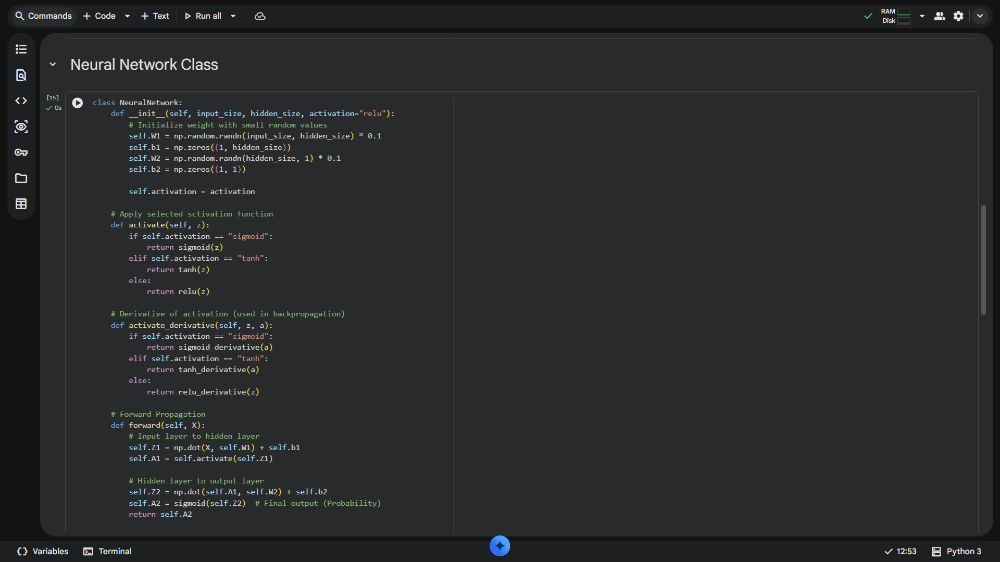 Commands + Code + Text Run all RAM
Disk
Neural Network Class
[15]
0s
class NeuralNetwork:
    def __init__(self, input_size, hidden_size, activation="relu"):
        # Initialize weight with small random values
        self.W1 = np.random.randn(input_size, hidden_size) * 0.1
        self.b1 = np.zeros((1, hidden_size))
        self.W2 = np.random.randn(hidden_size, 1) * 0.1
        self.b2 = np.zeros((1, 1))

        self.activation = activation

    # Apply selected sctivation function
    def activate(self, z):
        if self.activation == "sigmoid":
            return sigmoid(z)
        elif self.activation == "tanh":
            return tanh(z)
        else:
            return relu(z)

    # Derivative of activation (used in backpropagation)
    def activate_derivative(self, z, a):
        if self.activation == "sigmoid":
            return sigmoid_derivative(a)
        elif self.activation == "tanh":
            return tanh_derivative(a)
        else:
            return relu_derivative(z)

    # Forward Propagation
    def forward(self, X):
        # Input layer to hidden layer
        self.Z1 = np.dot(X, self.W1) + self.b1
        self.A1 = self.activate(self.Z1)

        # Hidden layer to output layer
        self.Z2 = np.dot(self.A1, self.W2) + self.b2
        self.A2 = sigmoid(self.Z2)  # Final output (Probability)
        return self.A2
Variables Terminal 12:53 Python 3